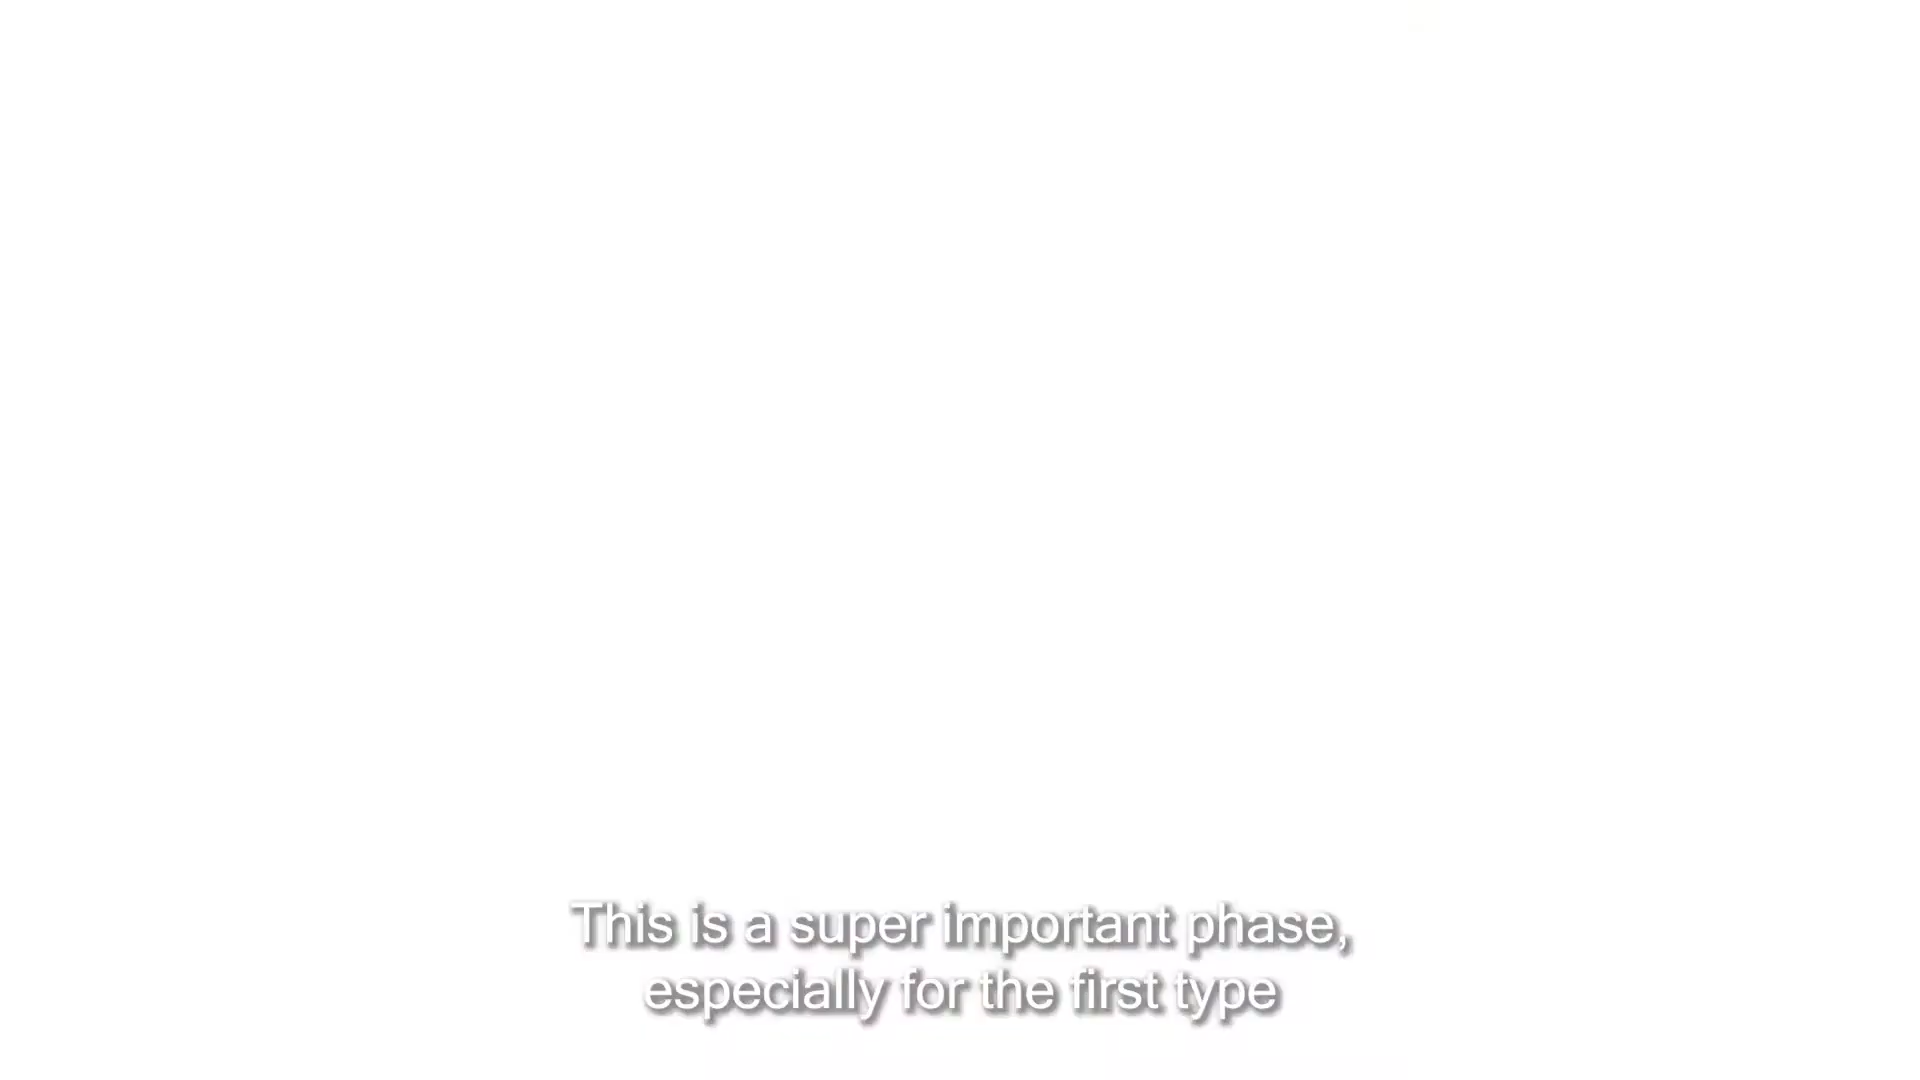 This is a super important phase,
especially for the first type